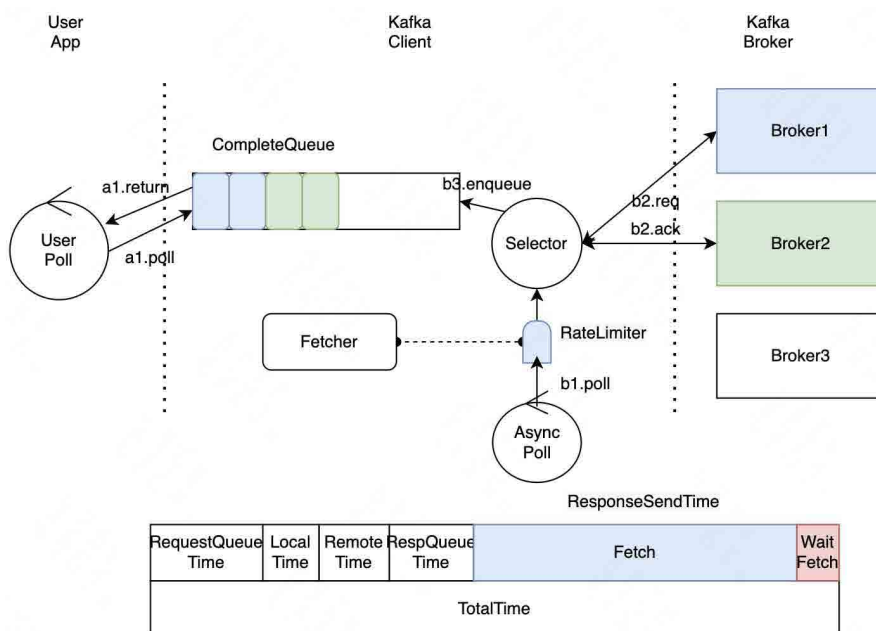 User
App
Kafka
Client
Kafka
Broker
CompleteQueue
Broker1
a1.return
b3.enqueue
b2.req
User
Poll
Selector
b2.ack
Broker2
a1.poll
Fetcher
RateLimiter
Broker3
b1.poll
Async
Poll
ResponseSendTime
RequestQueue
Time
Local
Time
Remote
Time
RespQueue
Time
Fetch
Wait
Fetch
TotalTime